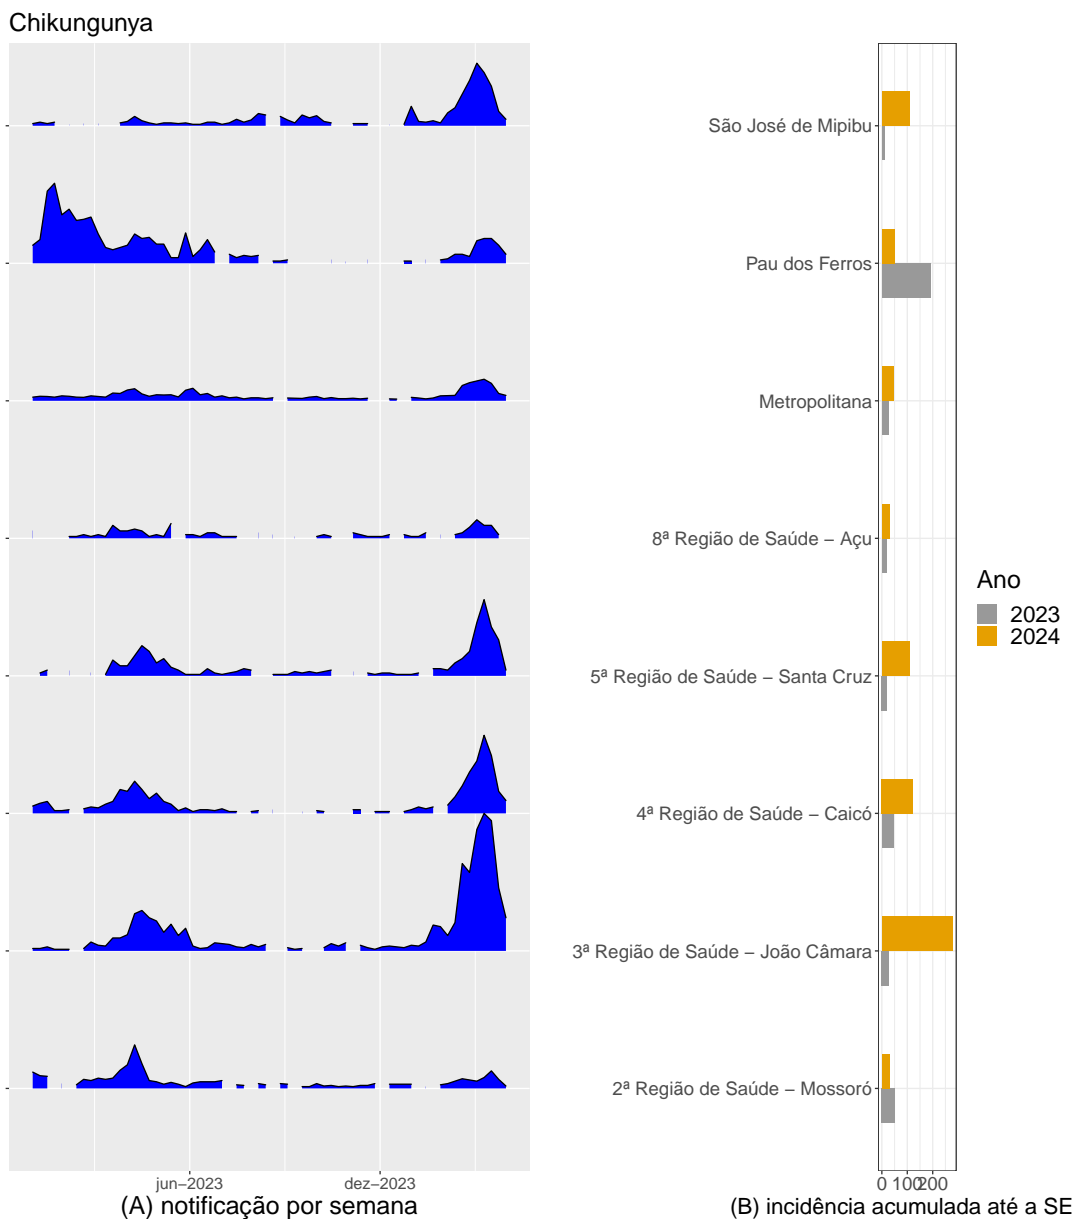 Chikungunya
São José de Mipibu
Pau dos Ferros
Metropolitana
8ª Região de Saúde − Açu
5ª Região de Saúde − Santa Cruz
4ª Região de Saúde − Caicó
3ª Região de Saúde − João Câmara
2ª Região de Saúde − Mossoró
Ano
2023
2024
jun−2023 dez−2023
0 100 200
(A) notificação por semana
(B) incidência acumulada até a SE